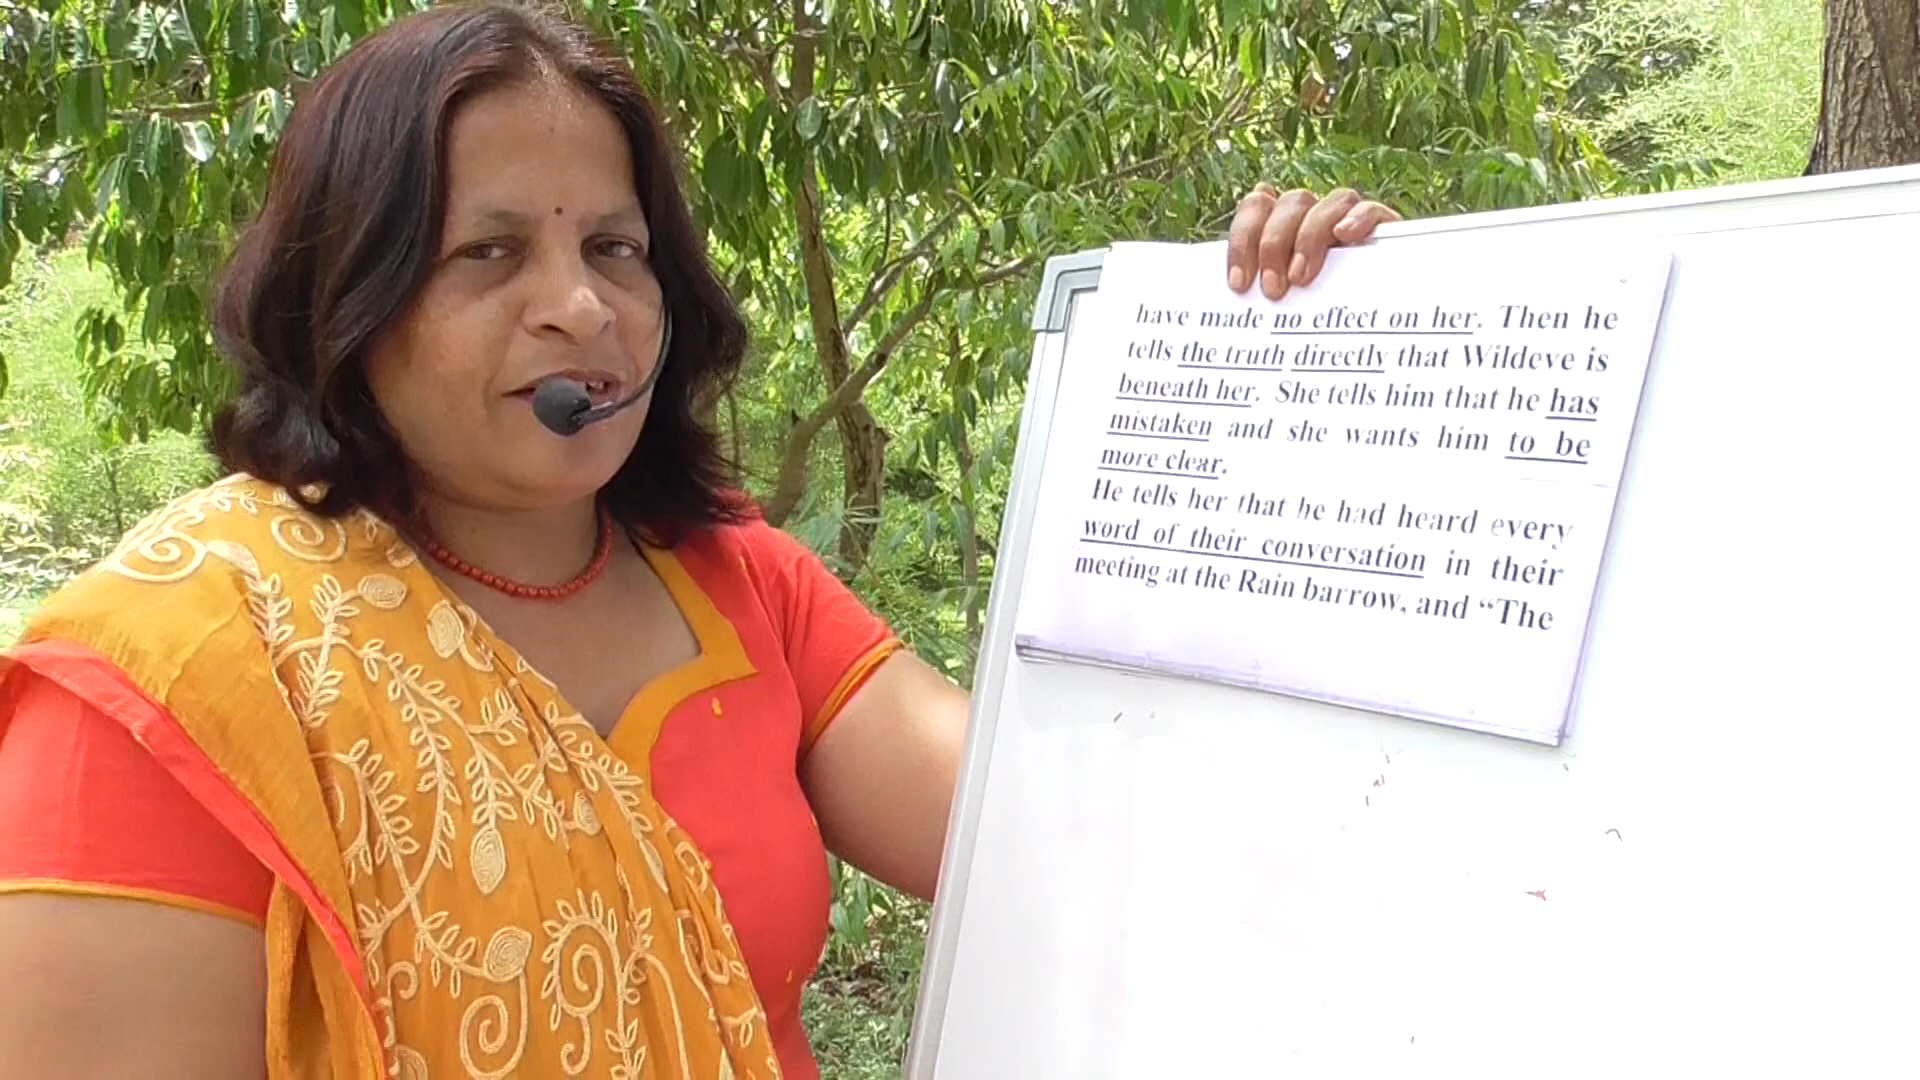 have made no effect on her. Then he
tells the truth directly that Wildeve is
beneath her. She tells him that he has
mistaken and she wants him to be
more clear.
He tells her that he had heard every
word of their conversation in their
meeting at the Rain barrow, and “The